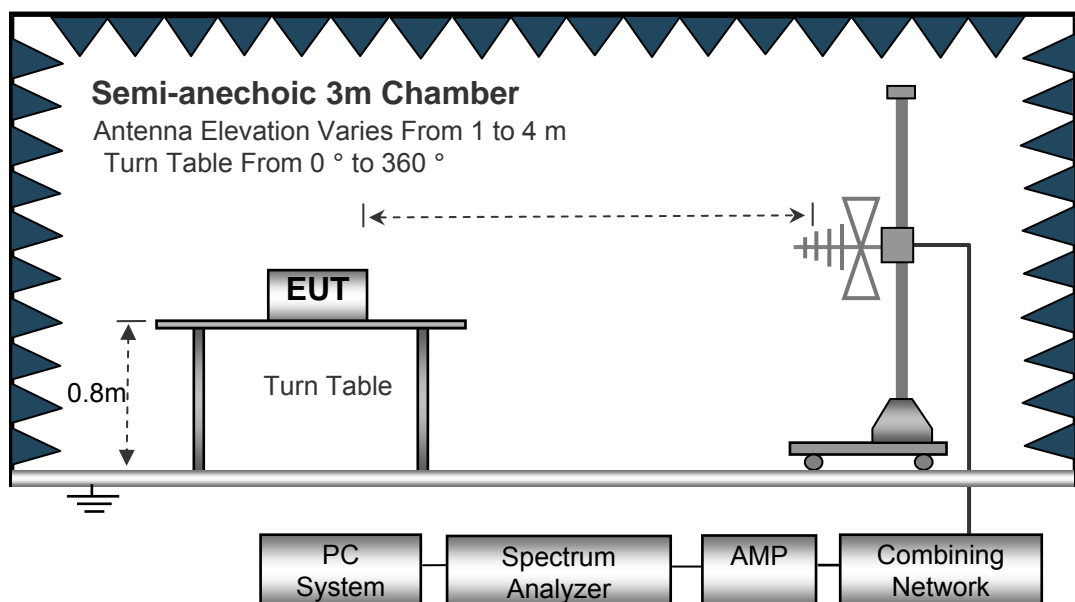 Semi-anechoic 3m Chamber
Antenna Elevation Varies From 1 to 4 m
Turn Table From 0 ° to 360 °
EUT
0.8m
Turn Table
PC
System
Spectrum
Analyzer
AMP
Combining
Network